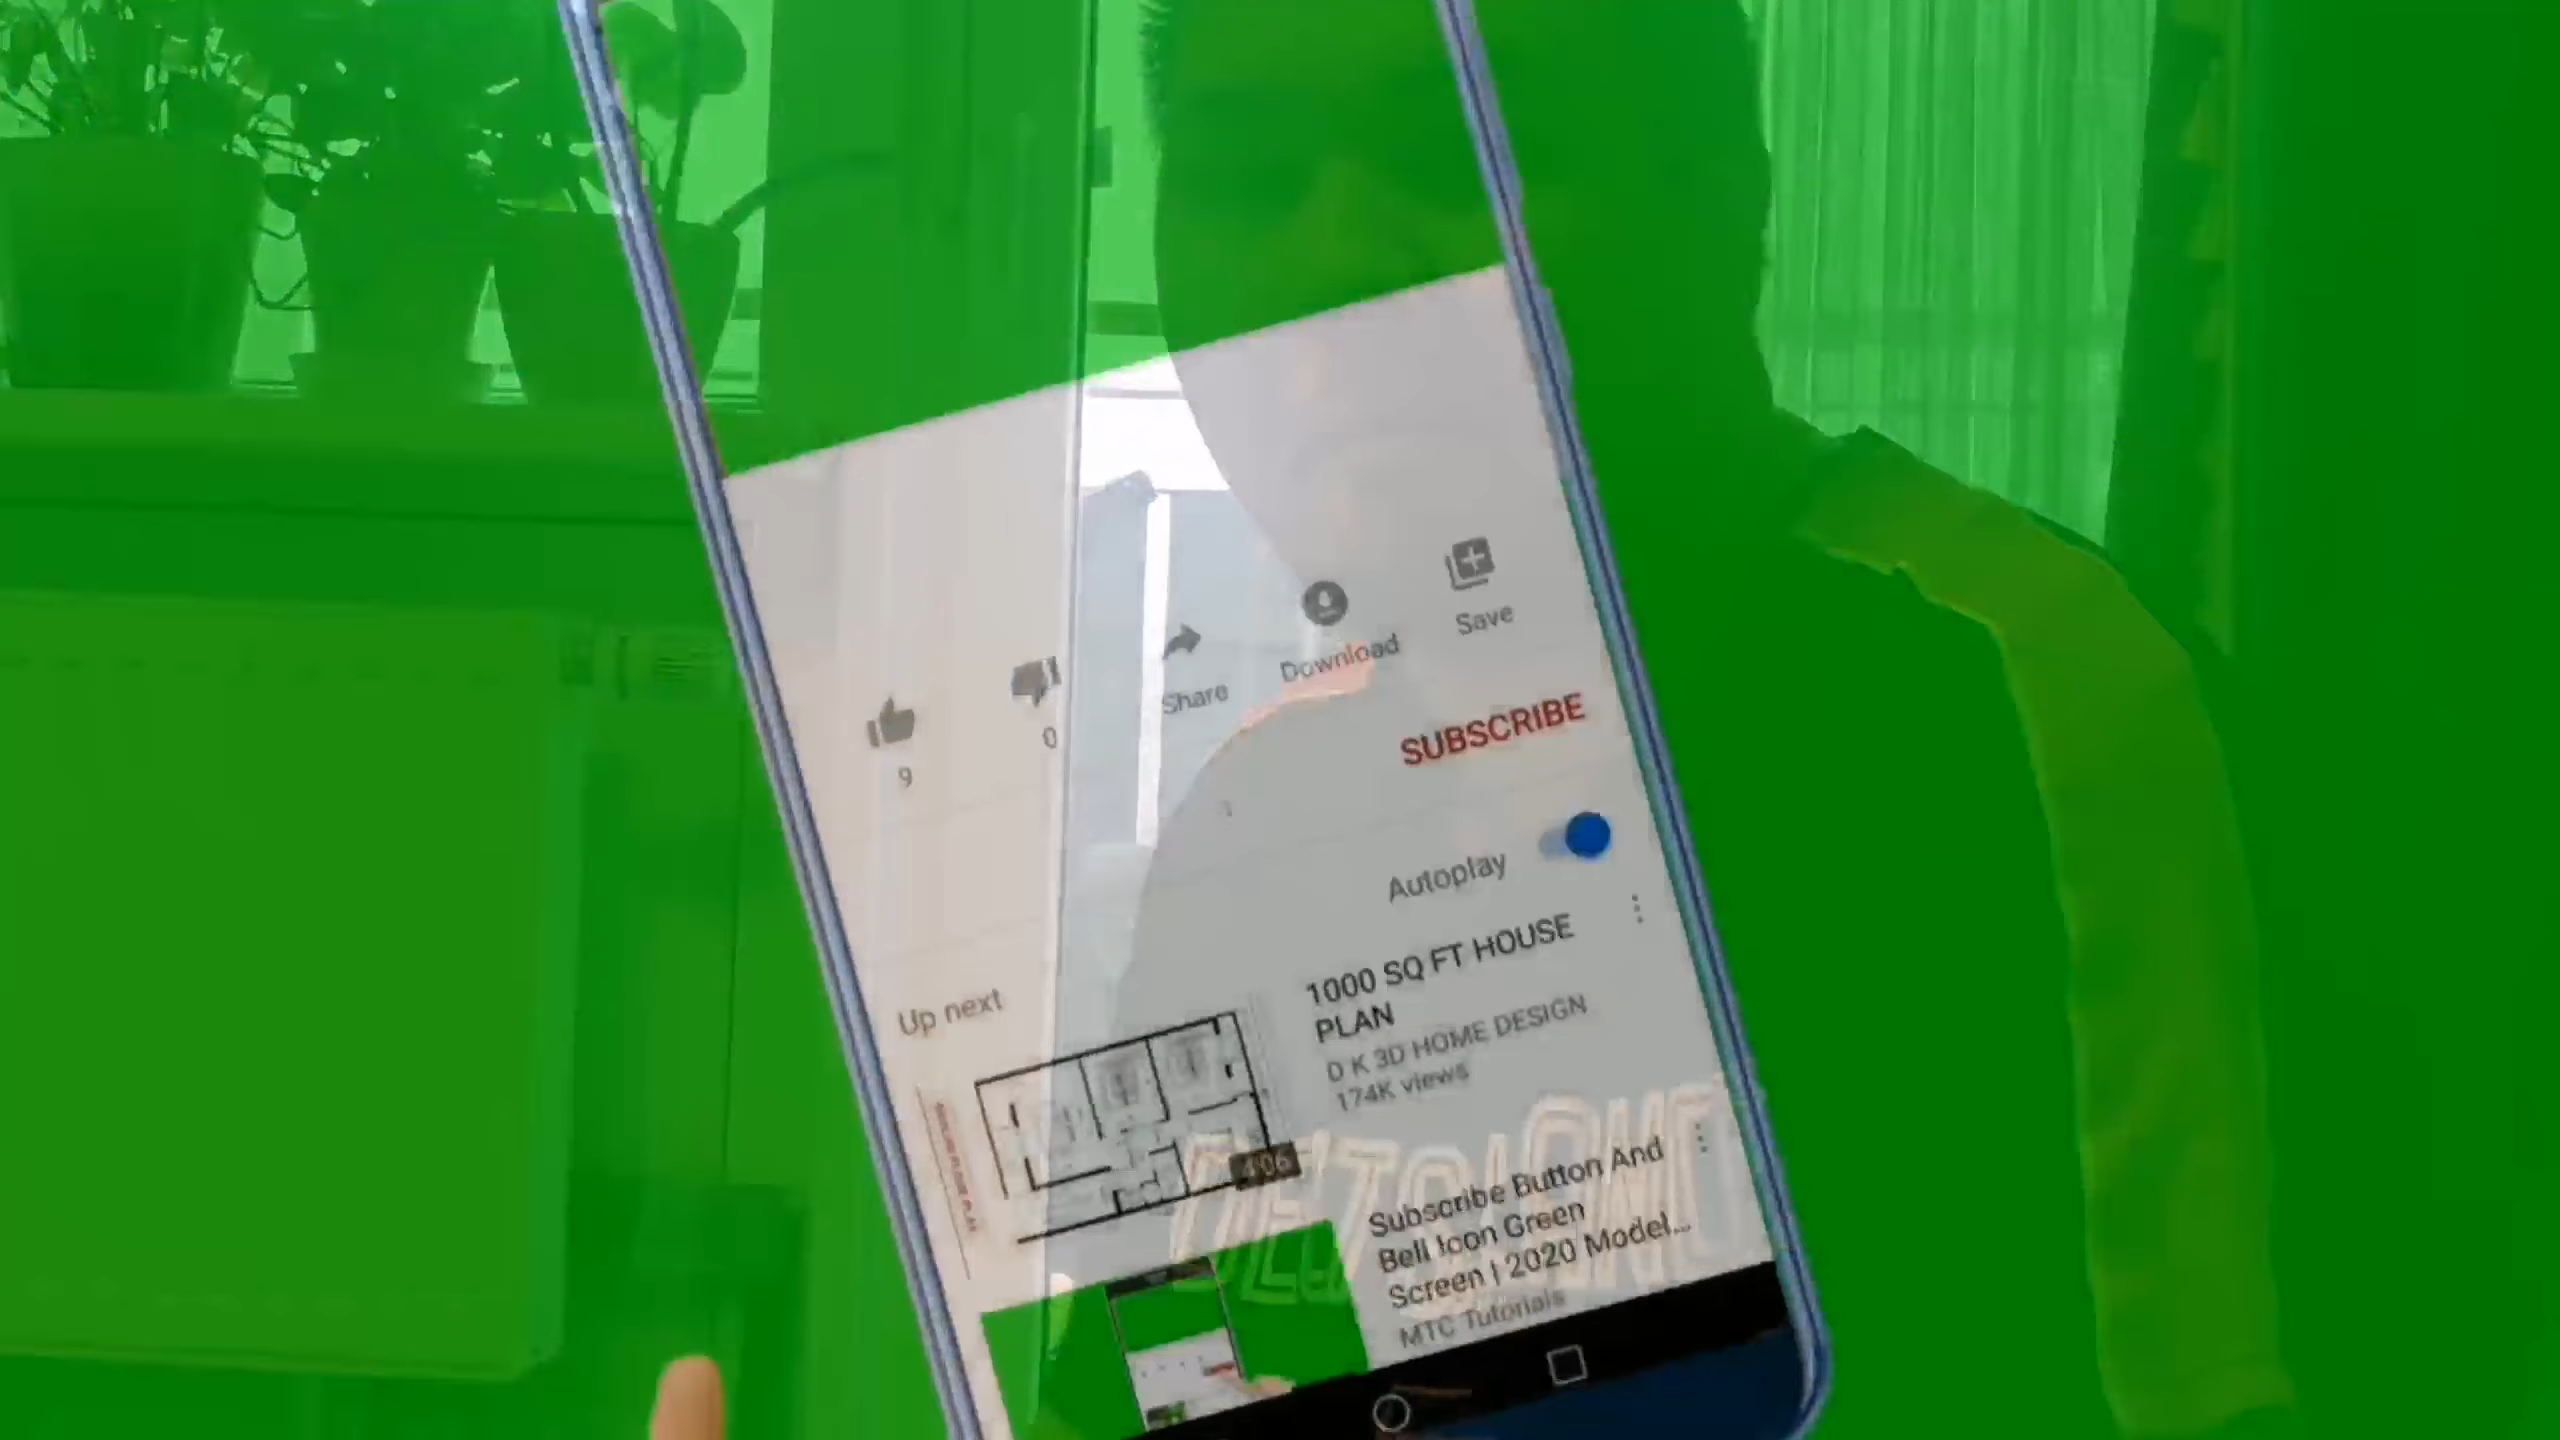 9
0
Share
Download
Save
SUBSCRIBE
Autoplay
Up next
1000 SQ FT HOUSE
PLAN
D K 3D HOME DESIGN
174K views
4:06
Subscribe Button And
Bell Icon Green
Screen | 2020 Model...
MTC Tutorials